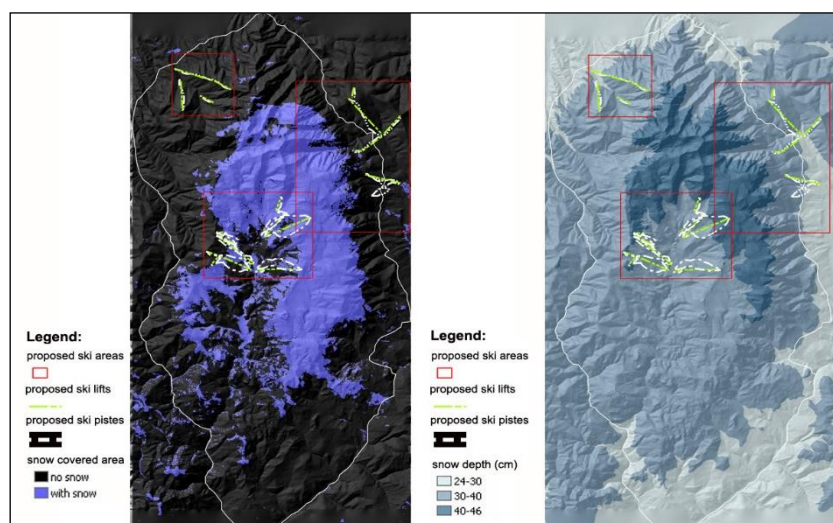 Legend:
proposed ski areas
proposed ski lifts
proposed ski pistes
snow covered area
no snow
with snow
Legend:
proposed ski areas
proposed ski lifts
proposed ski pistes
snow depth (cm)
24-30
30-40
40-46